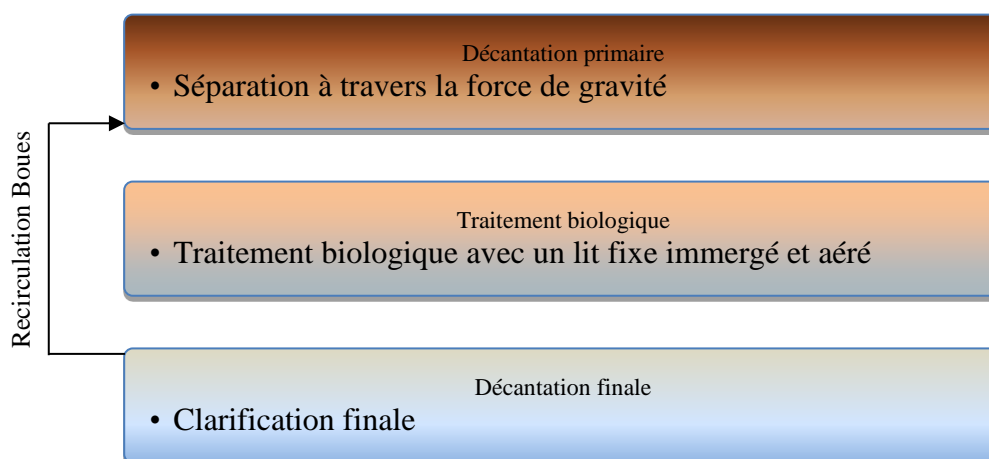 Décantation primaire
• Séparation à travers la force de gravité
Recirculation Boues
Traitement biologique
• Traitement biologique avec un lit fixe immergé et aéré
Décantation finale
• Clarification finale